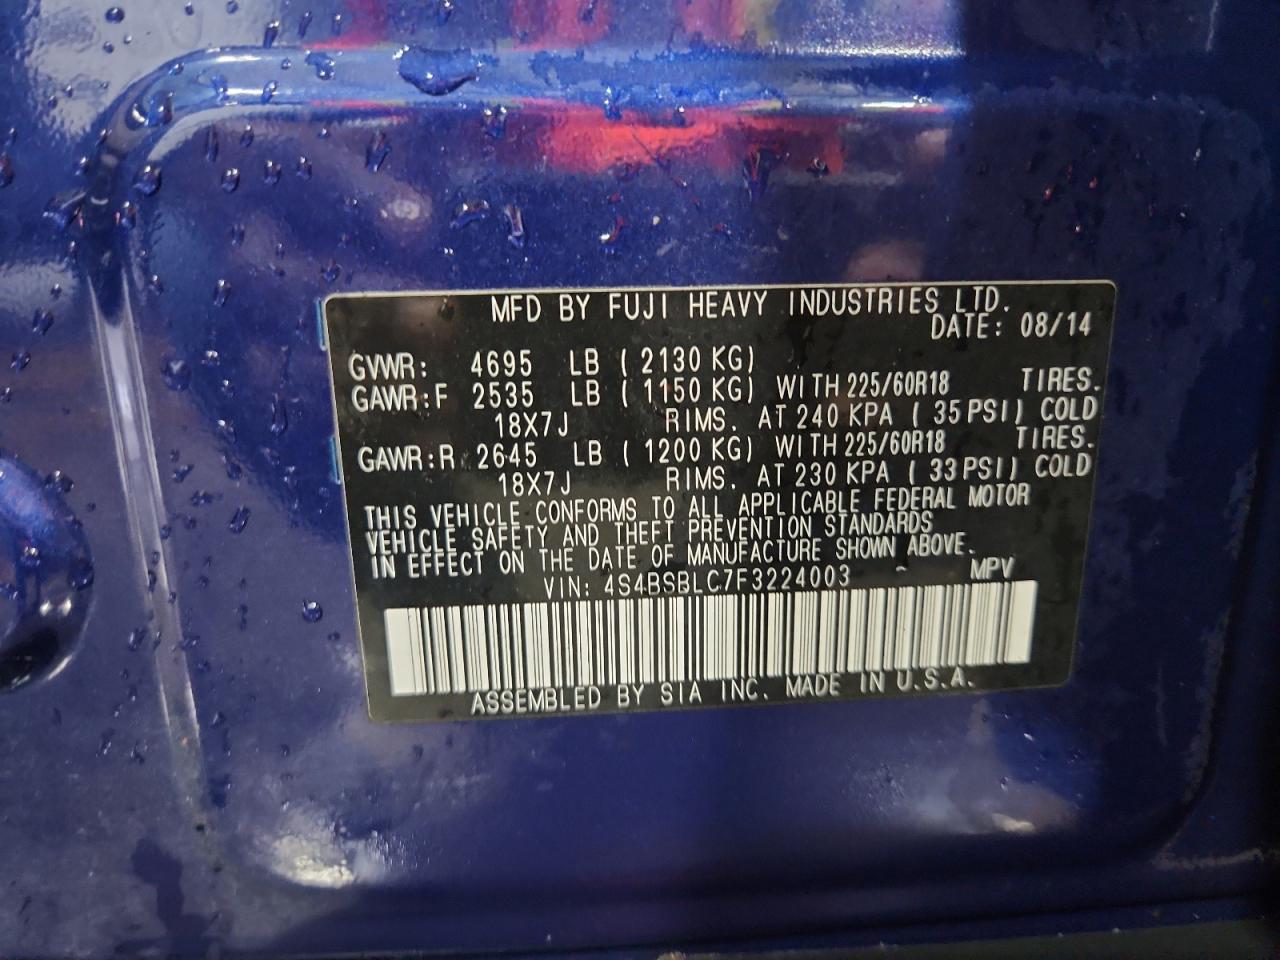 MFD BY FUJI HEAVY INDUSTRIES LTD.
DATE: 08/14
GVWR: 4695 LB ( 2130 KG)
GAWR:F 2535 LB ( 1150 KG) WITH 225/60R18 TIRES.
18X7J RIMS. AT 240 KPA ( 35 PSI) COLD
GAWR:R 2645 LB ( 1200 KG) WITH 225/60R18 TIRES.
18X7J RIMS. AT 230 KPA ( 33 PSI) COLD
THIS VEHICLE CONFORMS TO ALL APPLICABLE FEDERAL MOTOR
VEHICLE SAFETY AND THEFT PREVENTION STANDARDS
IN EFFECT ON THE DATE OF MANUFACTURE SHOWN ABOVE.
VIN: 4S4BSBLC7F3224003 MPV
ASSEMBLED BY SIA INC. MADE IN U.S.A.